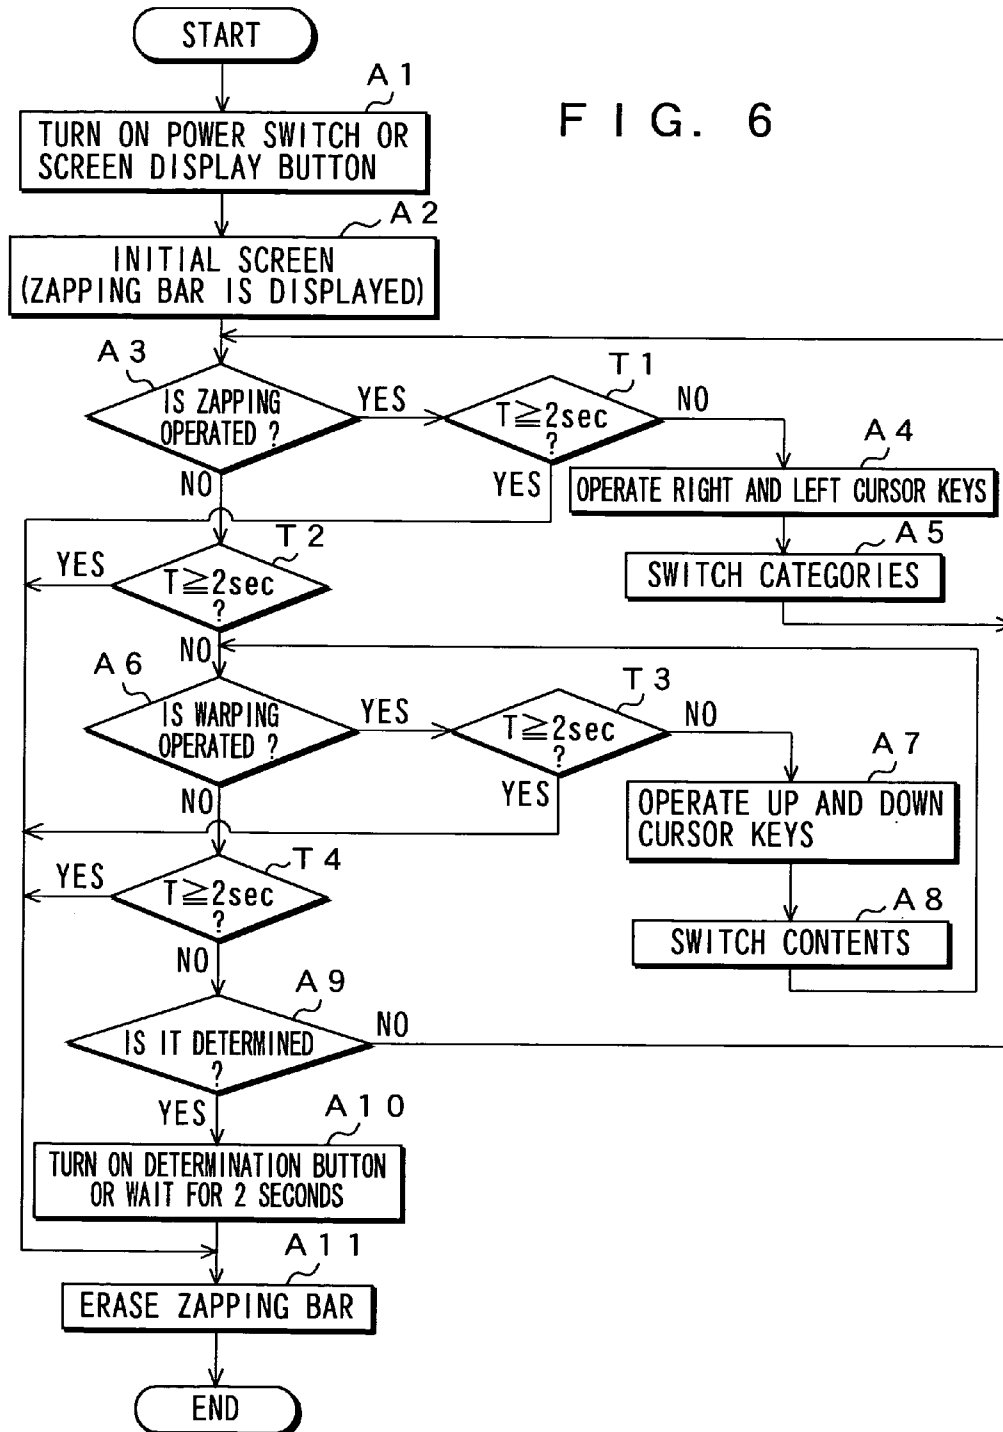 START
A1
FIG. 6
TURN ON POWER SWITCH OR
SCREEN DISPLAY BUTTON
A2
INITIAL SCREEN
(ZAPPING BAR IS DISPLAYED)
A3
IS ZAPPING
OPERATED ?
YES
NO
T1
T≧2sec
?
NO
YES
A4
OPERATE RIGHT AND LEFT CURSOR KEYS
A5
SWITCH CATEGORIES
T2
YES
T≧2sec
?
NO
A6
IS WARPING
OPERATED ?
YES
NO
T3
T≧2sec
?
NO
YES
A7
OPERATE UP AND DOWN
CURSOR KEYS
A8
SWITCH CONTENTS
T4
YES
T≧2sec
?
NO
A9
IS IT DETERMINED
?
NO
YES
A10
TURN ON DETERMINATION BUTTON
OR WAIT FOR 2 SECONDS
A11
ERASE ZAPPING BAR
END